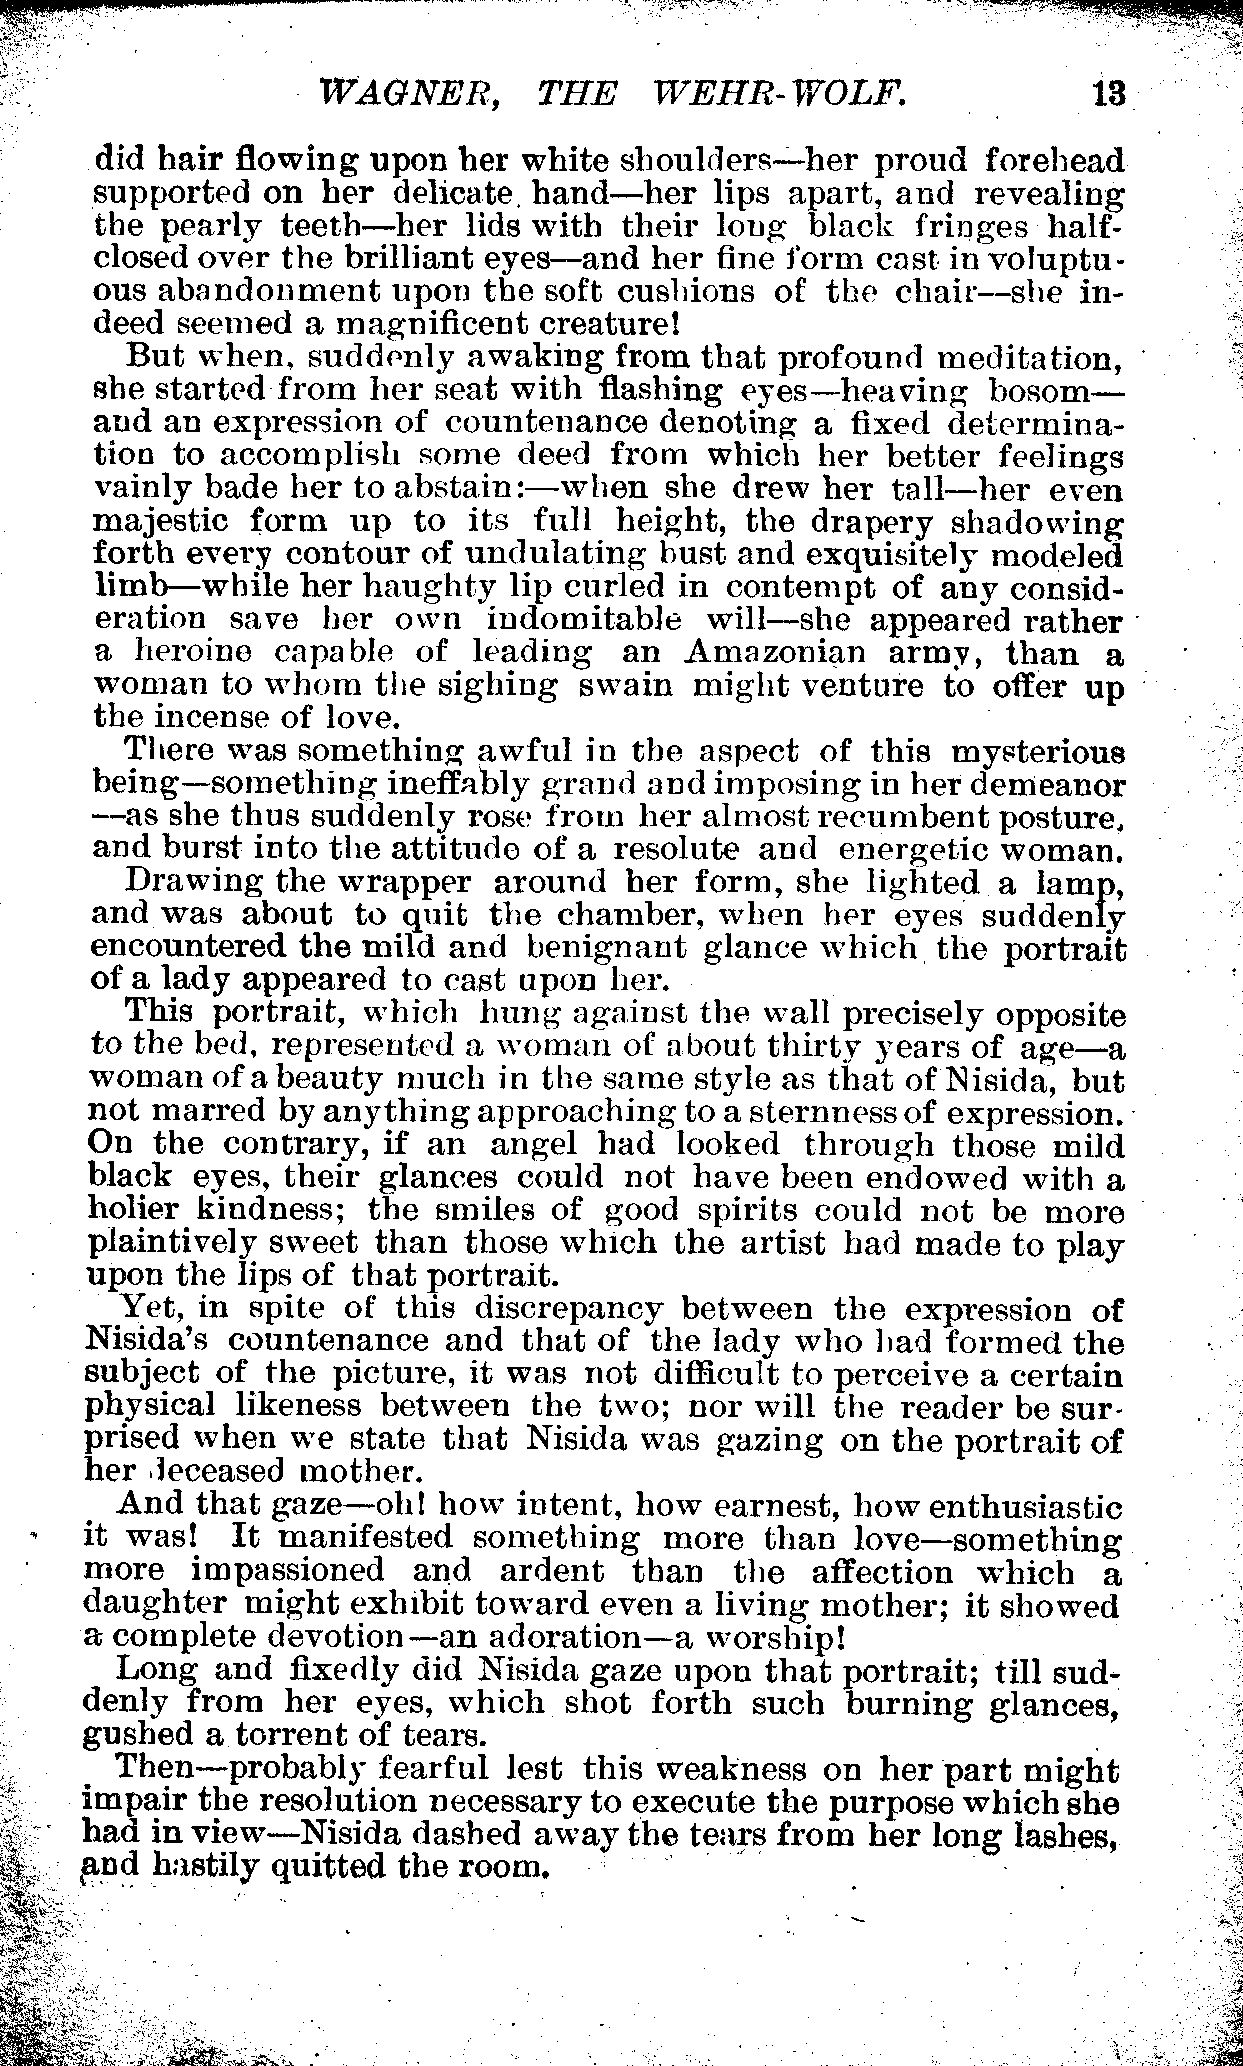 WAGNER, THE WEHR-WOLF. 13
did hair flowing upon her white shoulders—her proud forehead
supported on her delicate hand—her lips apart, and revealing
the pearly teeth—her lids with their long black fringes half-
closed over the brilliant eyes—and her fine form cast in voluptu-
ous abandonment upon the soft cushions of the chair—she in-
deed seemed a magnificent creature!
But when, suddenly awaking from that profound meditation,
she started from her seat with flashing eyes—heaving bosom—
and an expression of countenance denoting a fixed determina-
tion to accomplish some deed from which her better feelings
vainly bade her to abstain:—when she drew her tall—her even
majestic form up to its full height, the drapery shadowing
forth every contour of undulating bust and exquisitely modeled
limb—while her haughty lip curled in contempt of any consid-
eration save her own indomitable will—she appeared rather
a heroine capable of leading an Amazonian army, than a
woman to whom the sighing swain might venture to offer up
the incense of love.
There was something awful in the aspect of this mysterious
being—something ineffably grand and imposing in her demeanor
—as she thus suddenly rose from her almost recumbent posture,
and burst into the attitude of a resolute and energetic woman.
Drawing the wrapper around her form, she lighted a lamp,
and was about to quit the chamber, when her eyes suddenly
encountered the mild and benignant glance which the portrait
of a lady appeared to cast upon her.
This portrait, which hung against the wall precisely opposite
to the bed, represented a woman of about thirty years of age—a
woman of a beauty much in the same style as that of Nisida, but
not marred by anything approaching to a sternness of expression.
On the contrary, if an angel had looked through those mild
black eyes, their glances could not have been endowed with a
holier kindness; the smiles of good spirits could not be more
plaintively sweet than those which the artist had made to play
upon the lips of that portrait.
Yet, in spite of this discrepancy between the expression of
Nisida's countenance and that of the lady who had formed the
subject of the picture, it was not difficult to perceive a certain
physical likeness between the two; nor will the reader be sur-
prised when we state that Nisida was gazing on the portrait of
her deceased mother.
And that gaze—oh! how intent, how earnest, how enthusiastic
it was! It manifested something more than love—something
more impassioned and ardent than the affection which a
daughter might exhibit toward even a living mother; it showed
a complete devotion—an adoration—a worship!
Long and fixedly did Nisida gaze upon that portrait; till sud-
denly from her eyes, which shot forth such burning glances,
gushed a torrent of tears.
Then—probably fearful lest this weakness on her part might
impair the resolution necessary to execute the purpose which she
had in view—Nisida dashed away the tears from her long lashes,
and hastily quitted the room.